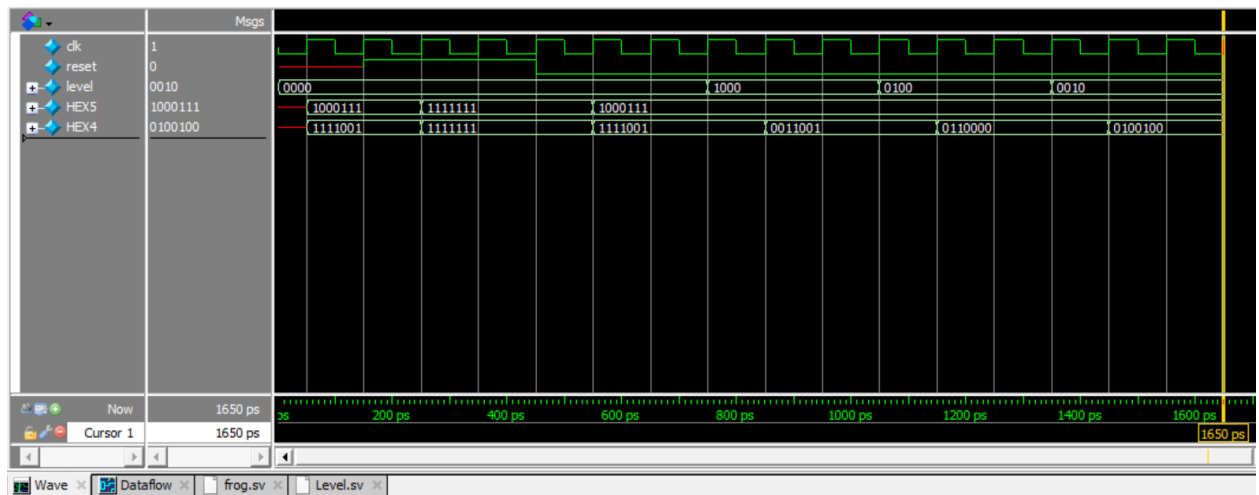 Msgs
clk 1
reset 0
level 0010 0000 1000 0100 0010
HEX5 1000111 1000111 1111111 1000111
HEX4 0100100 1111001 1111111 1111001 0011001 0110000 0100100
Now 1650 ps ps 200 ps 400 ps 600 ps 800 ps 1000 ps 1200 ps 1400 ps 1600 ps
Cursor 1 1650 ps 1650 ps
Wave Dataflow frog.sv Level.sv